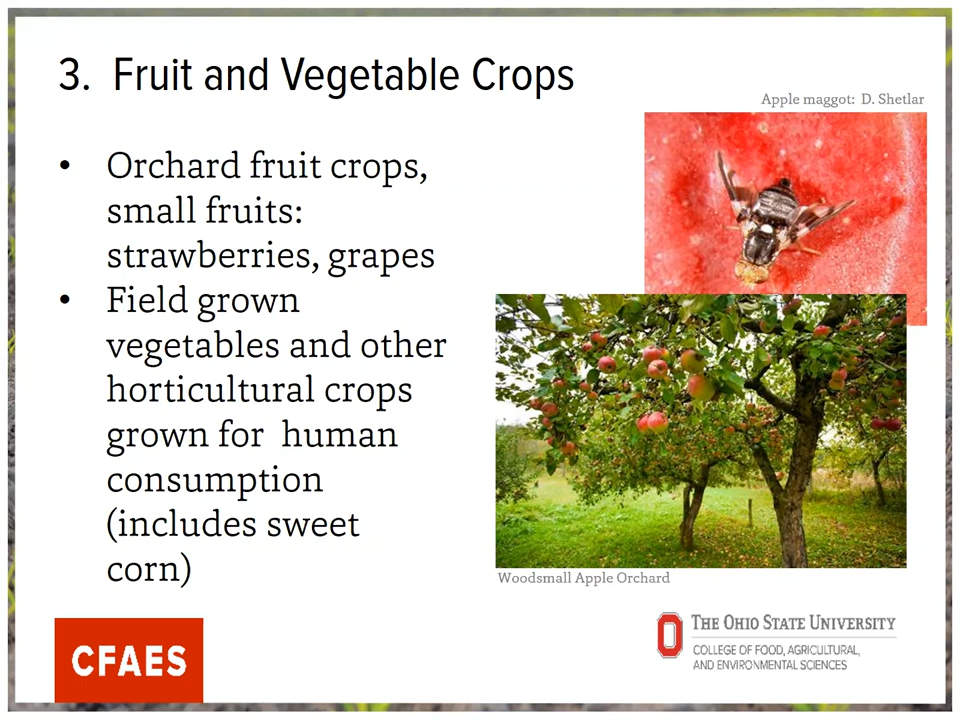 3. Fruit and Vegetable Crops
Apple maggot: D. Shetlar
• Orchard fruit crops,
small fruits:
strawberries, grapes
• Field grown
vegetables and other
horticultural crops
grown for human
consumption
(includes sweet
corn)
Woodsmall Apple Orchard
CFAES
THE OHIO STATE UNIVERSITY
COLLEGE OF FOOD, AGRICULTURAL,
AND ENVIRONMENTAL SCIENCES